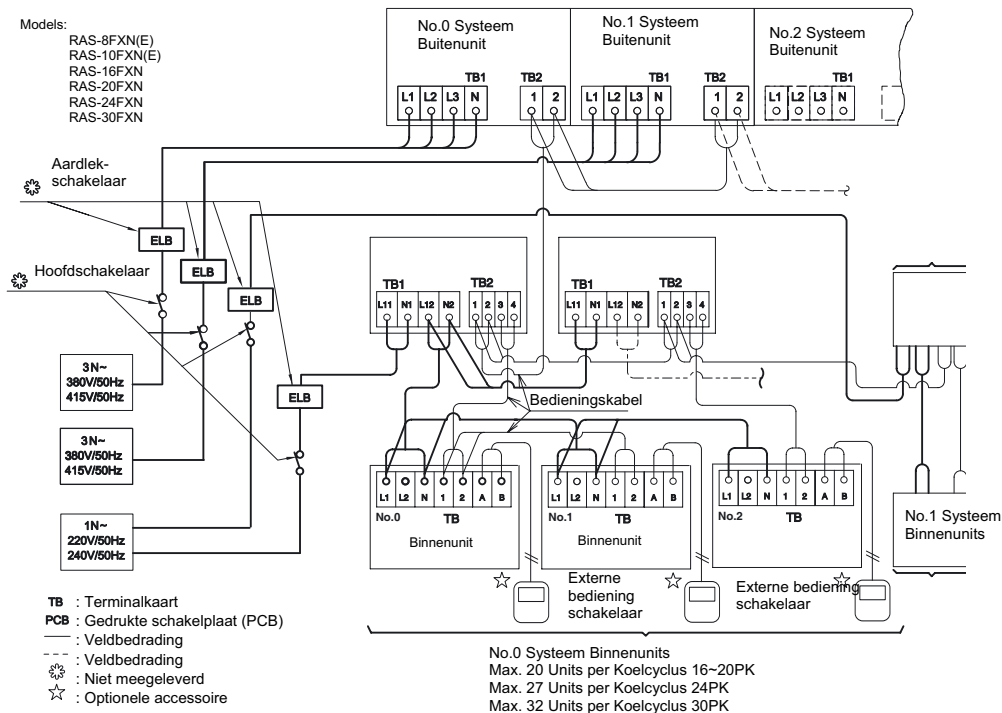 Models:
RAS-8FXN(E)
RAS-10FXN(E)
RAS-16FXN
RAS-20FXN
RAS-24FXN
RAS-30FXN
No.0 Systeem
Buitenunit
No.1 Systeem
Buitenunit
No.2 Systeem
Buitenunit
TB1 TB2 TB1 TB2 TB1
L1 L2 L3 N 1 2 L1 L2 L3 N 1 2 L1 L2 L3 N
Aardlek-
schakelaar
ELB
ELB
ELB
ELB
Hoofdschakelaar
TB1 TB2 TB1 TB2
L11 N1 L12 N2 1 2 3 4 L11 N1 L12 N2 1 2 3 4
3N~
380V/50Hz
415V/50Hz
3N~
380V/50Hz
415V/50Hz
1N~
220V/50Hz
240V/50Hz
Bedieningskabel
L1 L2 N 1 2 A B
No.0 TB
Binnenunit
L1 L2 N 1 2 A B
No.1 TB
Binnenunit
L1 L2 N 1 2 A B
No.2 TB
No.1 Systeem
Binnenunits
Externe
bediening
schakelaar
Externe bediening
schakelaar
TB : Terminalkaart
PCB : Gedrukte schakelplaat (PCB)
: Veldbedrading
: Veldbedrading
: Niet meegeleverd
: Optionele accessoire
No.0 Systeem Binnenunits
Max. 20 Units per Koelcyclus 16~20PK
Max. 27 Units per Koelcyclus 24PK
Max. 32 Units per Koelcyclus 30PK